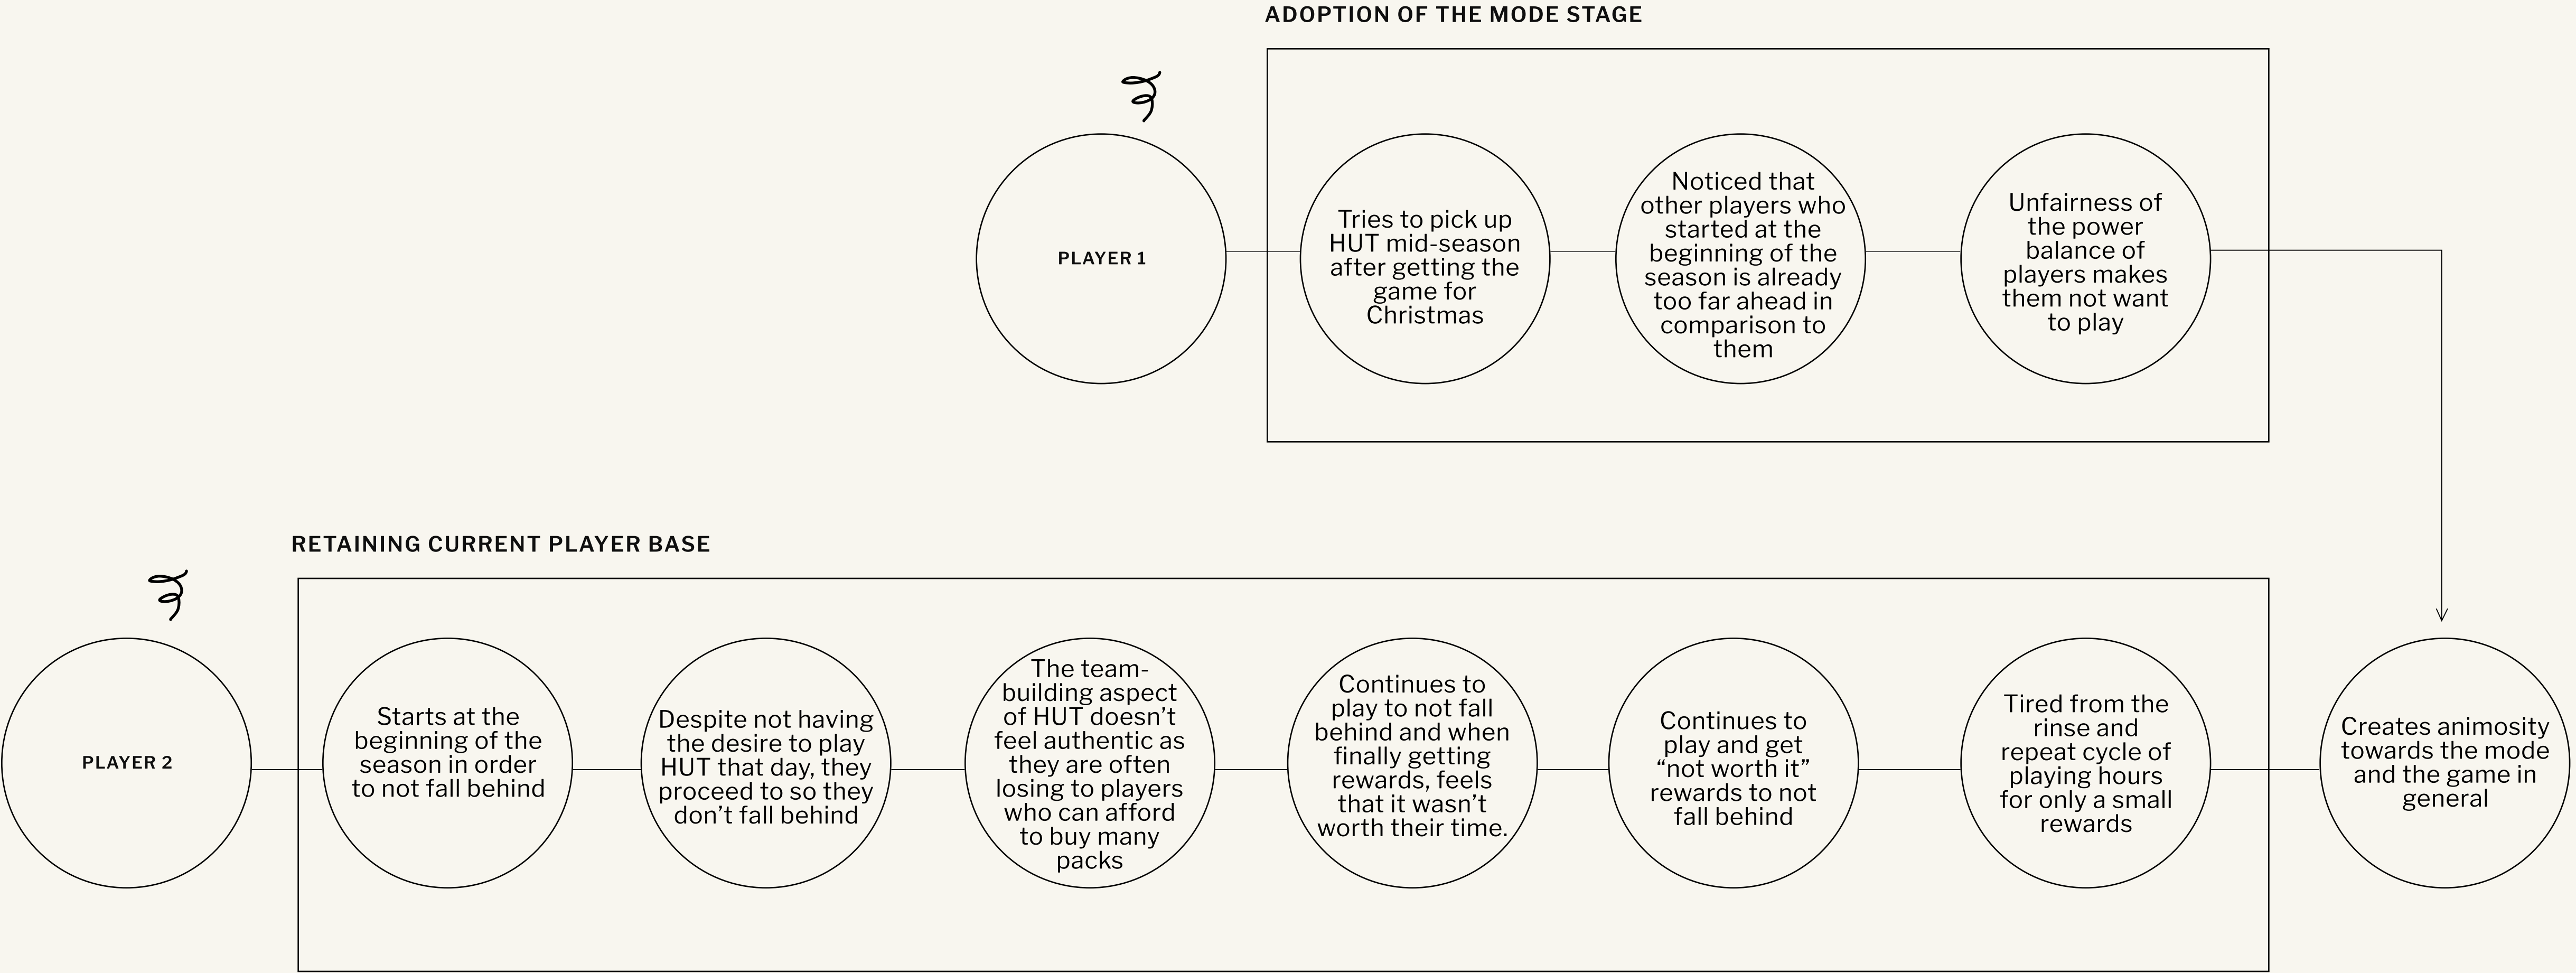 ADOPTION OF THE MODE STAGE
PLAYER 1
Tries to pick up
HUT mid-season
after getting the
game for
Christmas
Noticed that
other players who
started at the
beginning of the
season is already
too far ahead in
comparison to
them
Unfairness of
the power
balance of
players makes
them not want
to play
RETAINING CURRENT PLAYER BASE
PLAYER 2
Starts at the
beginning of the
season in order
to not fall behind
Despite not having
the desire to play
HUT that day, they
proceed to so they
don’t fall behind
The team-
building aspect
of HUT doesn’t
feel authentic as
they are often
losing to players
who can afford
to buy many
packs
Continues to
play to not fall
behind and when
finally getting
rewards, feels
that it wasn’t
worth their time.
Continues to
play and get
“not worth it”
rewards to not
fall behind
Tired from the
rinse and
repeat cycle of
playing hours
for only a small
rewards
Creates animosity
towards the mode
and the game in
general